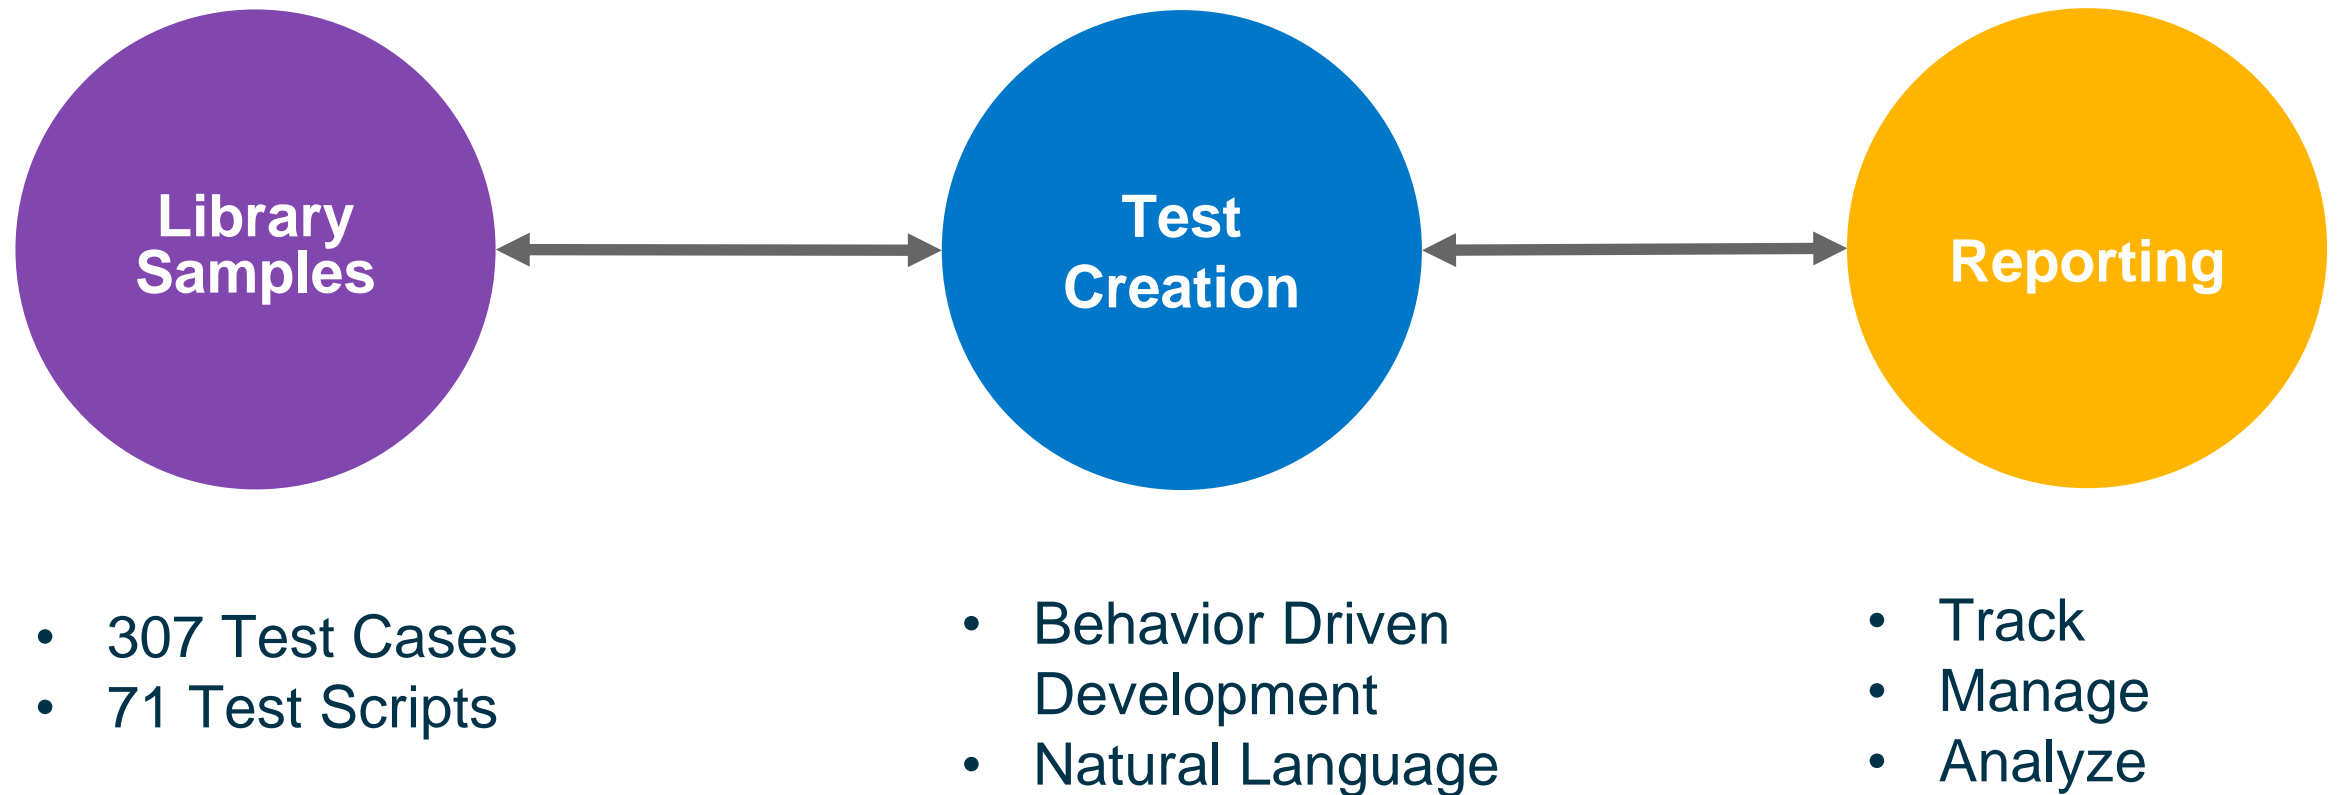 Library
Samples
Test
Creation
Reporting
• 307 Test Cases
• 71 Test Scripts
• Behavior Driven
Development
• Natural Language
• Track
• Manage
• Analyze